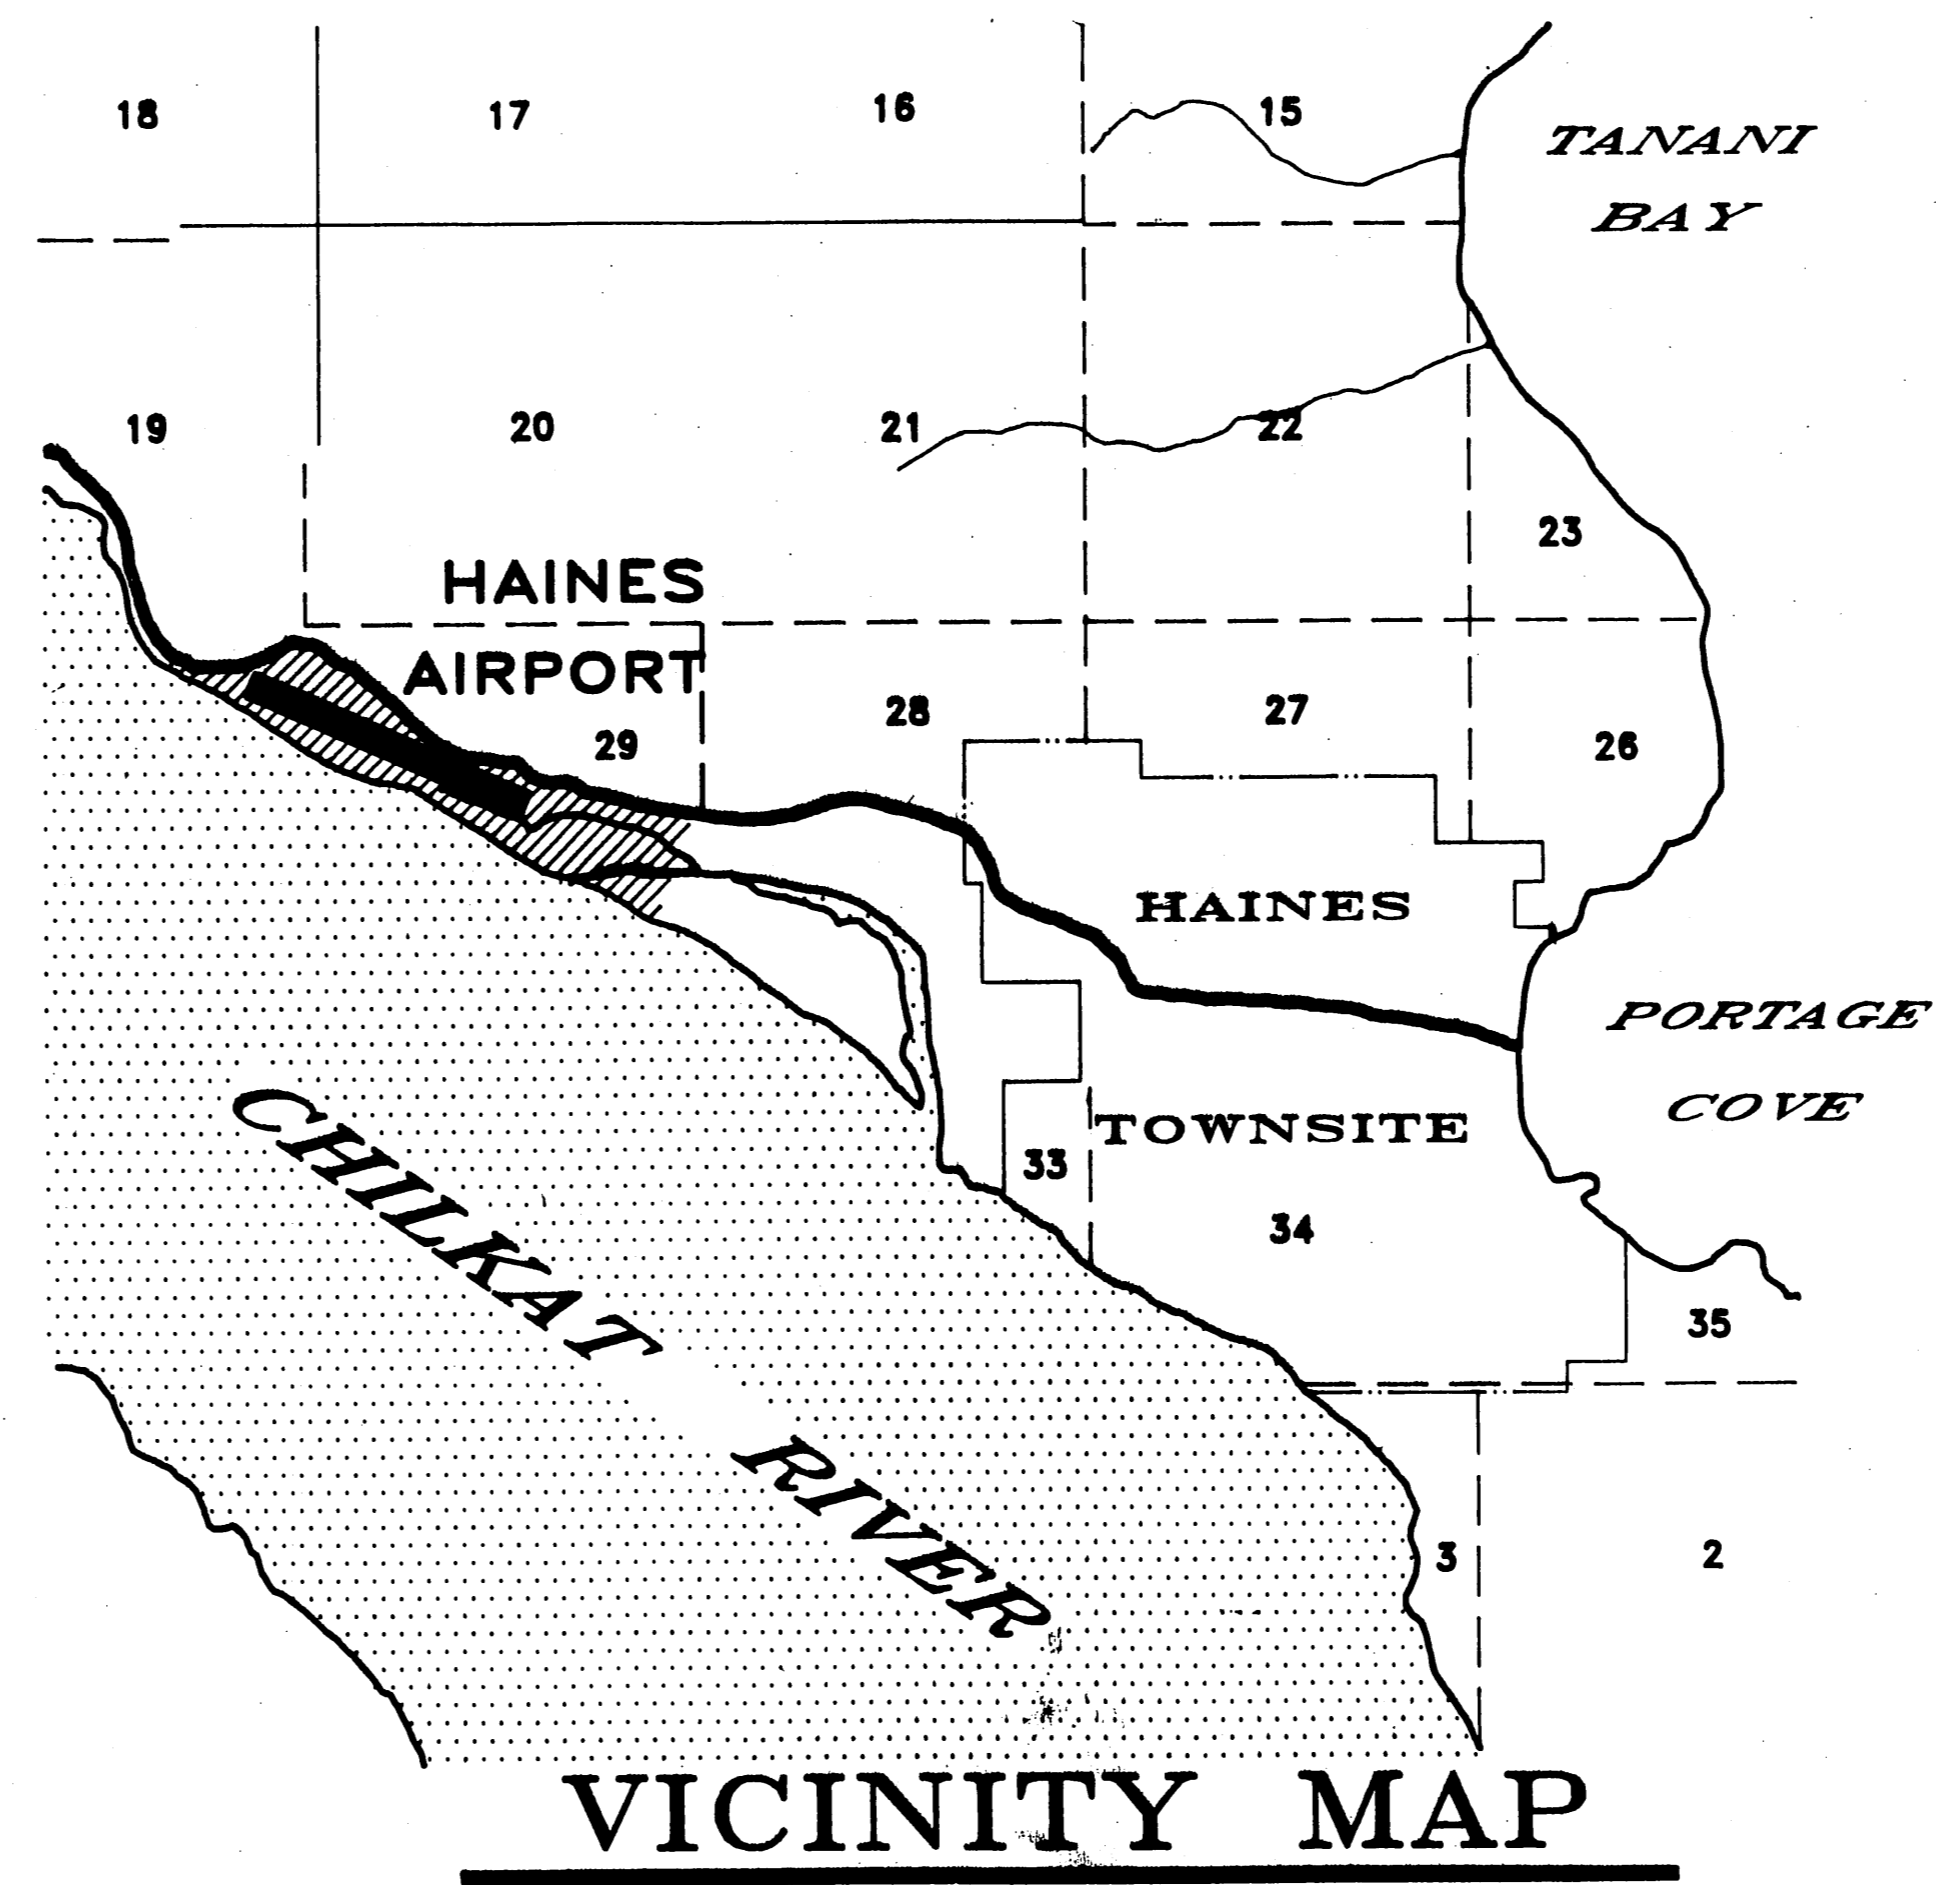 18
17
16
15
TANANI
BAY
19
20
21
22
23
HAINES
AIRPORT
29
28
27
26
HAINES
PORTAGE
COVE
TOWNSITE
33
34
35
CHILKAT
RIVER
3
2
VICINITY MAP